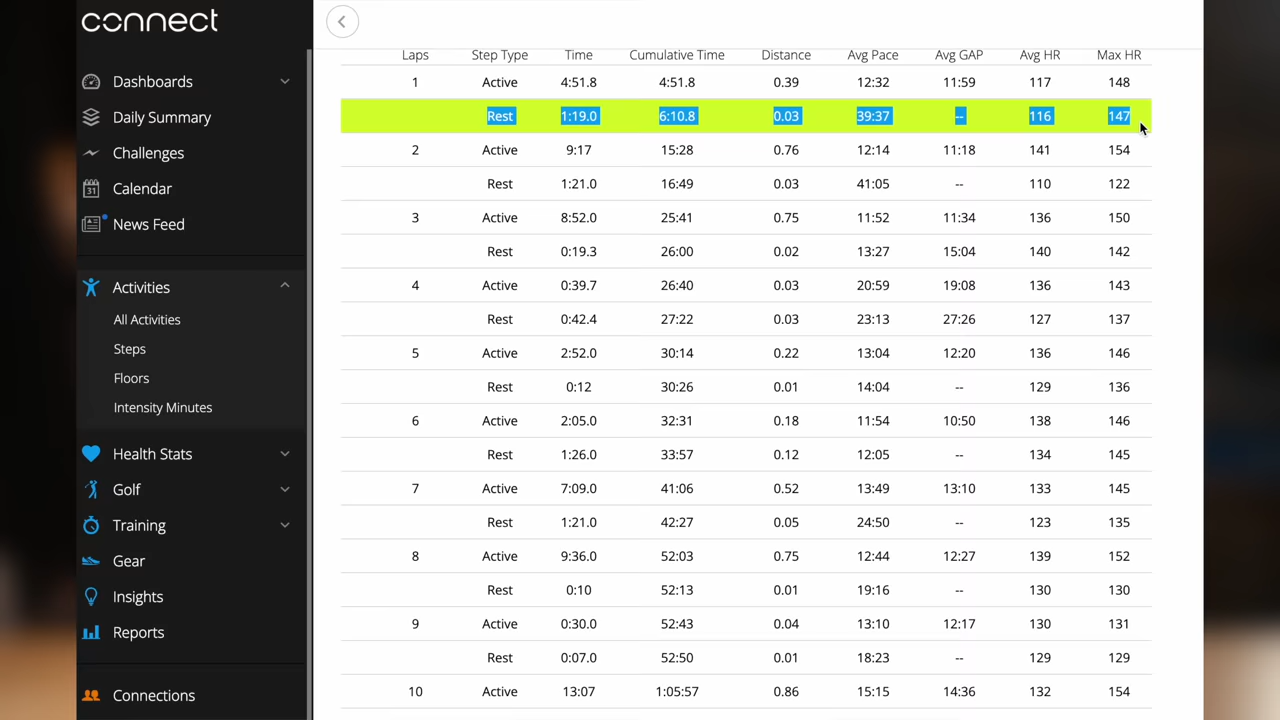 connect
Dashboards
Daily Summary
Challenges
31 Calendar
News Feed
Activities
All Activities
Steps
Floors
Intensity Minutes
Health Stats
Golf
Training
Gear
Insights
Reports
Connections
Laps Step Type Time Cumulative Time Distance Avg Pace Avg GAP Avg HR Max HR
1 Active 4:51.8 4:51.8 0.39 12:32 11:59 117 148
Rest 1:19.0 6:10.8 0.03 39:37 -- 116 147
2 Active 9:17 15:28 0.76 12:14 11:18 141 154
Rest 1:21.0 16:49 0.03 41:05 -- 110 122
3 Active 8:52.0 25:41 0.75 11:52 11:34 136 150
Rest 0:19.3 26:00 0.02 13:27 15:04 140 142
4 Active 0:39.7 26:40 0.03 20:59 19:08 136 143
Rest 0:42.4 27:22 0.03 23:13 27:26 127 137
5 Active 2:52.0 30:14 0.22 13:04 12:20 136 146
Rest 0:12 30:26 0.01 14:04 -- 129 136
6 Active 2:05.0 32:31 0.18 11:54 10:50 138 146
Rest 1:26.0 33:57 0.12 12:05 -- 134 145
7 Active 7:09.0 41:06 0.52 13:49 13:10 133 145
Rest 1:21.0 42:27 0.05 24:50 -- 123 135
8 Active 9:36.0 52:03 0.75 12:44 12:27 139 152
Rest 0:10 52:13 0.01 19:16 -- 130 130
9 Active 0:30.0 52:43 0.04 13:10 12:17 130 131
Rest 0:07.0 52:50 0.01 18:23 -- 129 129
10 Active 13:07 1:05:57 0.86 15:15 14:36 132 154